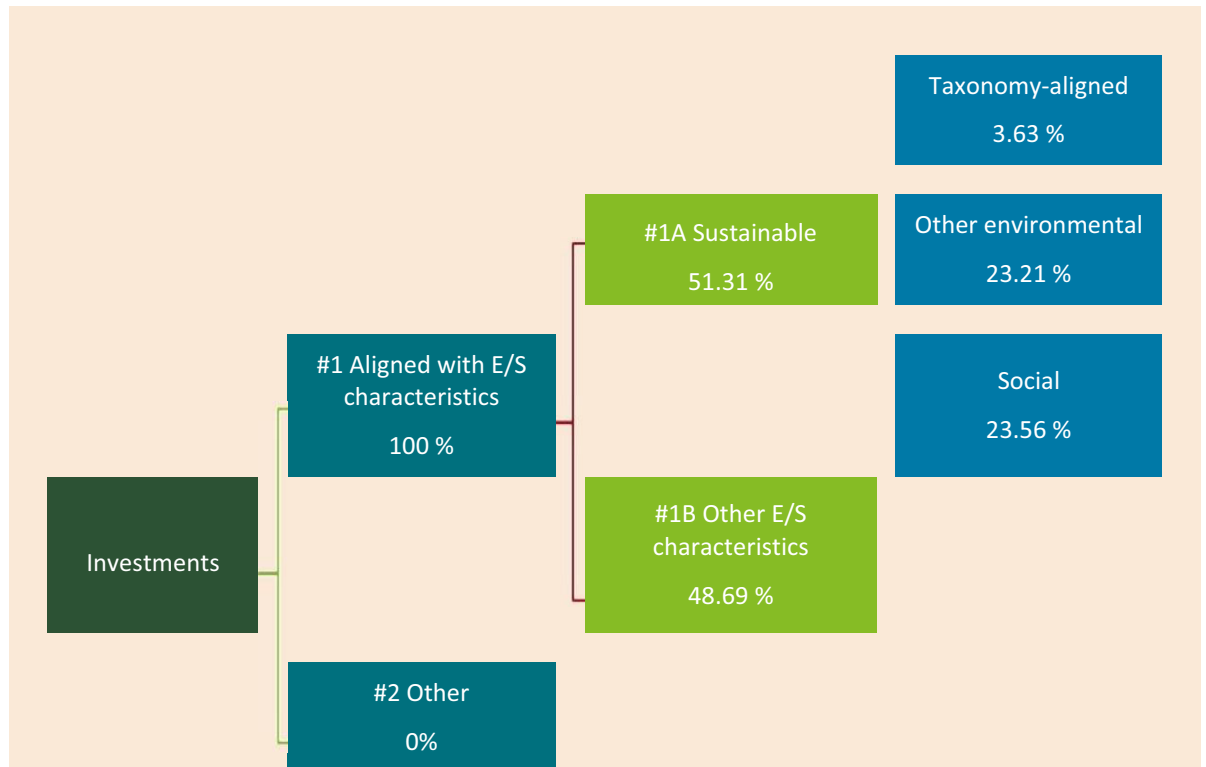 Taxonomy-aligned
3.63 %
#1A Sustainable
51.31 %
Other environmental
23.21 %
#1 Aligned with E/S
characteristics
100 %
Social
23.56 %
Investments
#1B Other E/S
characteristics
48.69 %
#2 Other
0%